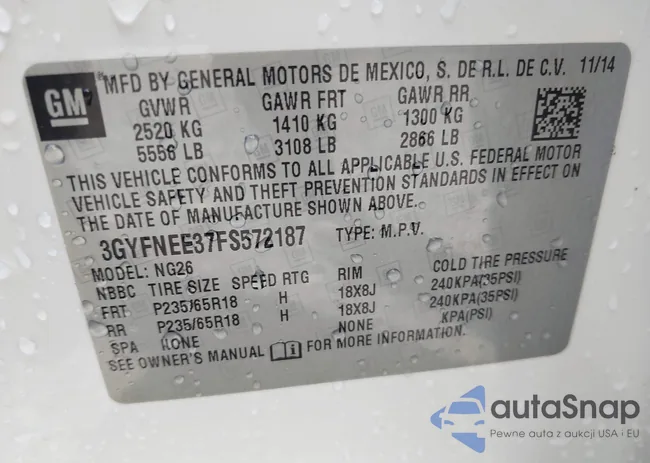 GM
MFD BY GENERAL MOTORS DE MEXICO, S. DE R.L. DE C.V. 11/14
GVWR GAWR FRT GAWR RR
2520 KG 1410 KG 1300 KG
5556 LB 3108 LB 2866 LB
THIS VEHICLE CONFORMS TO ALL APPLICABLE U.S. FEDERAL MOTOR
VEHICLE SAFETY AND THEFT PREVENTION STANDARDS IN EFFECT ON
THE DATE OF MANUFACTURE SHOWN ABOVE.
3GYFNEE37FS572187 TYPE: M.P.V.
MODEL: NG26
NBBC TIRE SIZE SPEED RTG RIM COLD TIRE PRESSURE
FRT P235/65R18 H 18X8J 240KPA(35PSI)
RR P235/65R18 H 18X8J 240KPA(35PSI)
SPA NONE NONE KPA(PSI)
SEE OWNER'S MANUAL i FOR MORE INFORMATION.
autaSnap
Pewne auta z aukcji USA i EU